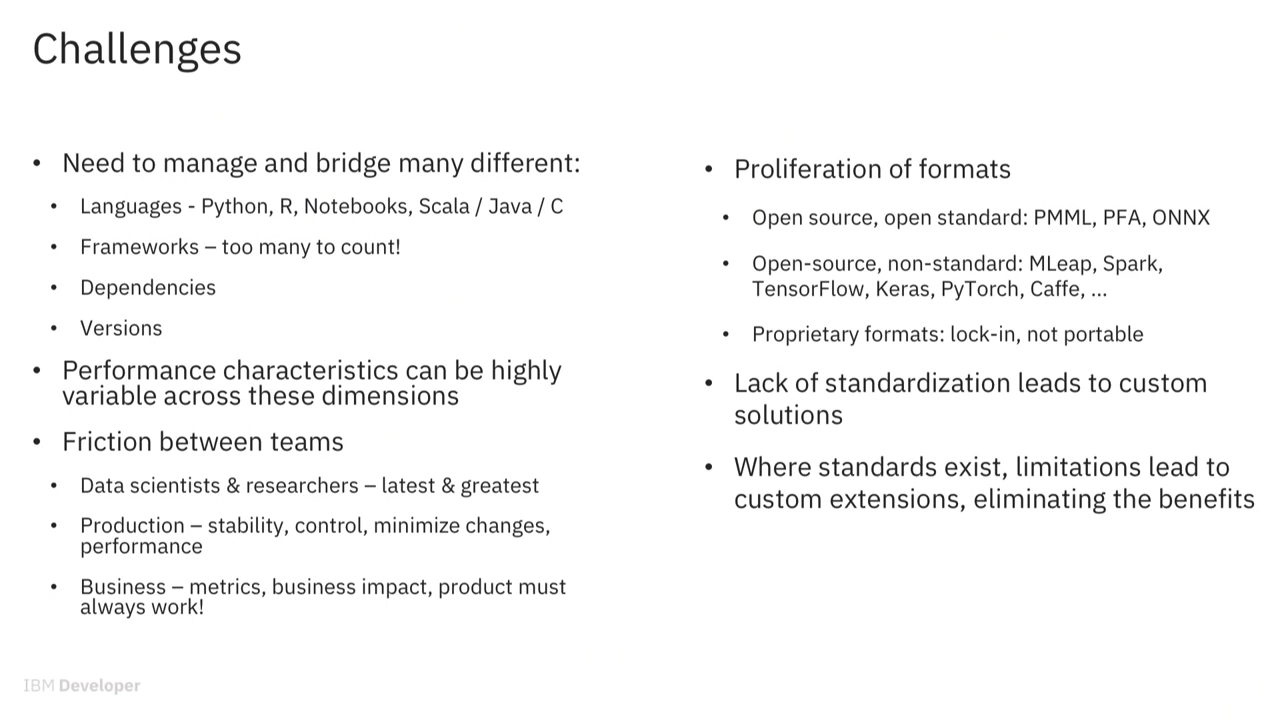 Challenges
• Need to manage and bridge many different:
• Languages - Python, R, Notebooks, Scala / Java / C
• Frameworks – too many to count!
• Dependencies
• Versions
• Performance characteristics can be highly
variable across these dimensions
• Friction between teams
• Data scientists & researchers – latest & greatest
• Production – stability, control, minimize changes,
performance
• Business – metrics, business impact, product must
always work!
• Proliferation of formats
• Open source, open standard: PMML, PFA, ONNX
• Open-source, non-standard: MLeap, Spark,
TensorFlow, Keras, PyTorch, Caffe, ...
• Proprietary formats: lock-in, not portable
• Lack of standardization leads to custom
solutions
• Where standards exist, limitations lead to
custom extensions, eliminating the benefits
IBM Developer